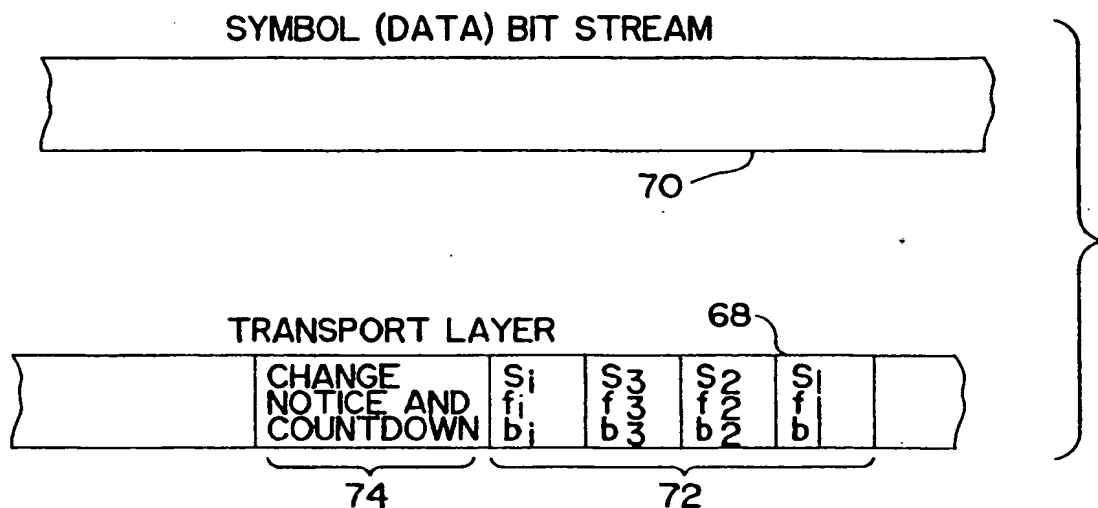 SYMBOL (DATA) BIT STREAM
70
TRANSPORT LAYER
68
CHANGE NOTICE AND COUNTDOWN
Si fi bi
S3 f3 b3
S2 f2 b2
S1 f1 b1
74
72